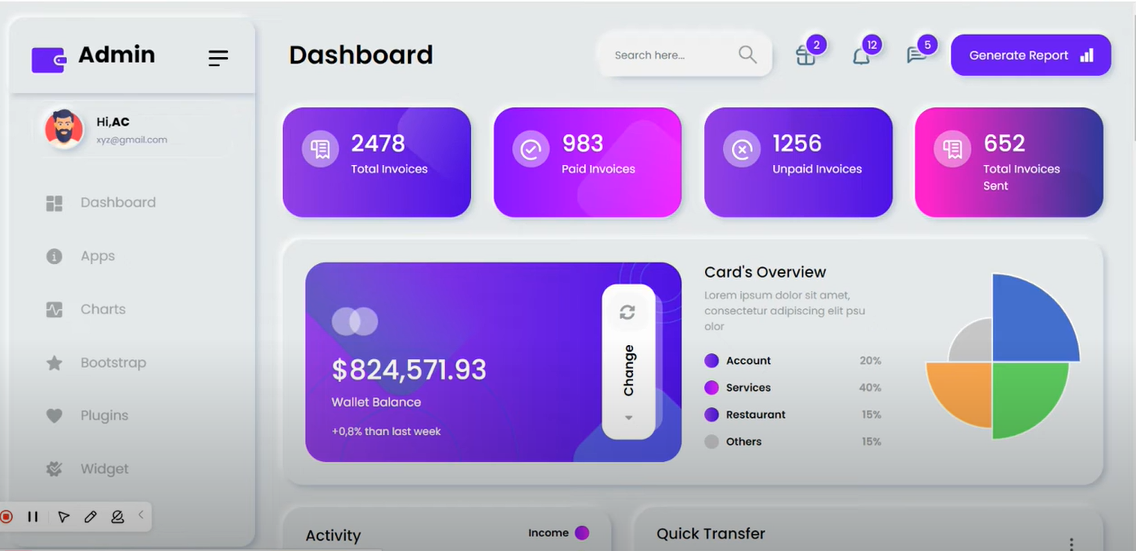 Admin
Hi,AC
xyz@gmail.com
Dashboard
Apps
Charts
Bootstrap
Plugins
Widget
Dashboard
Search here...
2
12
5
Generate Report
2478
Total Invoices
983
Paid Invoices
1256
Unpaid Invoices
652
Total Invoices
Sent
$824,571.93
Wallet Balance
+0,8% than last week
Change
Card's Overview
Lorem ipsum dolor sit amet,
consectetur adipiscing elit psu
olor
Account 20%
Services 40%
Restaurant 15%
Others 15%
Activity
Income
Quick Transfer